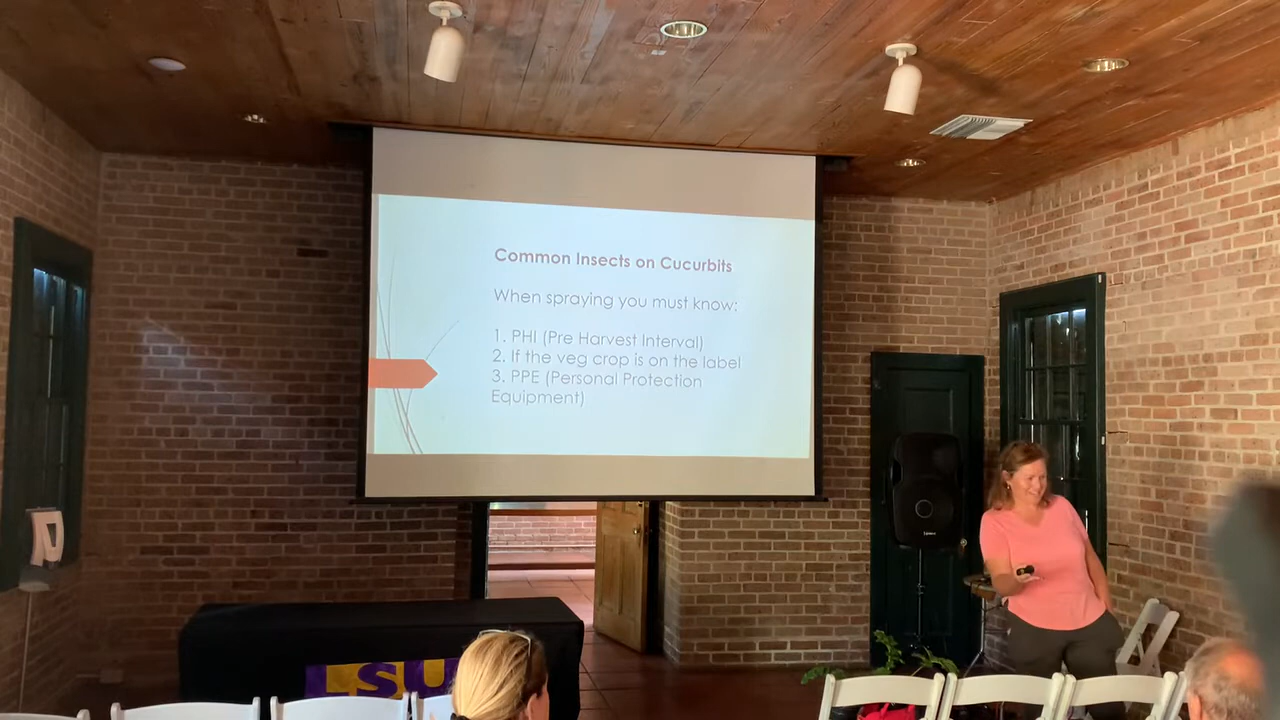 Common Insects on Cucurbits
When spraying you must know:
1. PHI (Pre Harvest Interval)
2. If the veg crop is on the label
3. PPE (Personal Protection
Equipment)
LSU